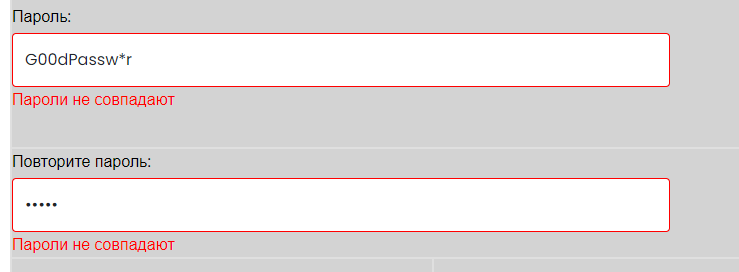 Пароль:
G00dPassw*r
Пароли не совпадают
Повторите пароль:
•••••
Пароли не совпадают